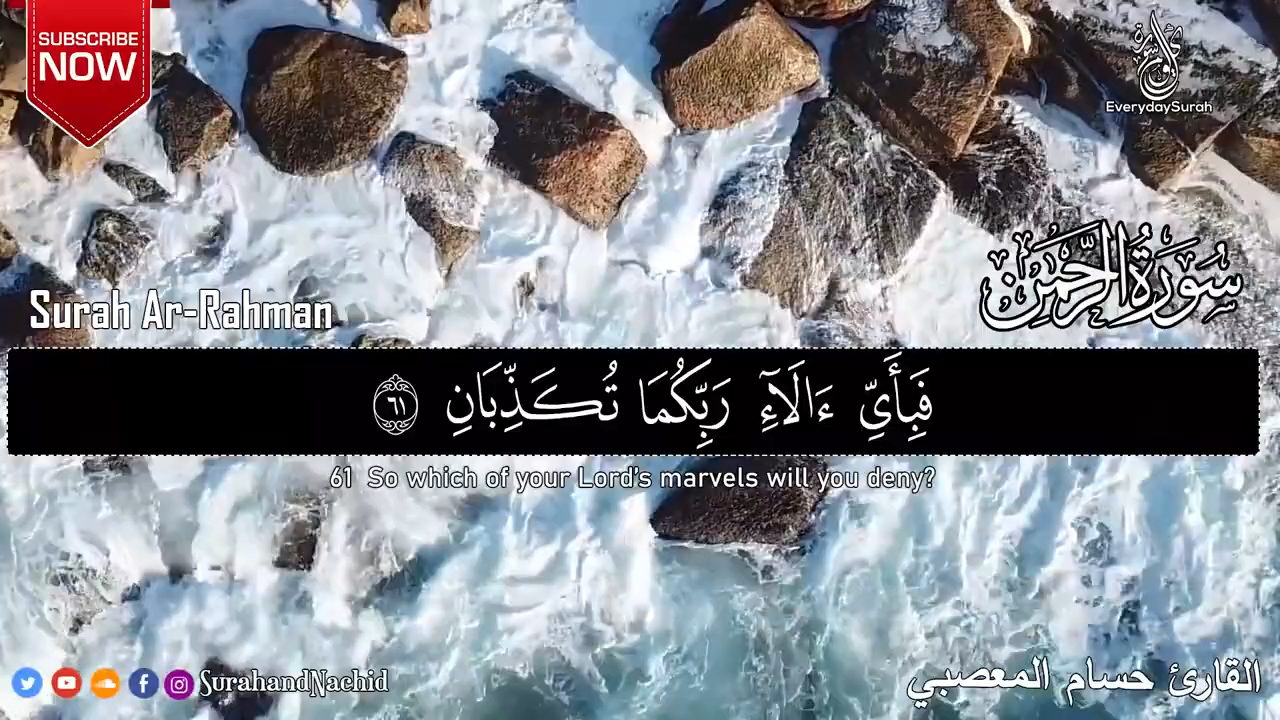 SUBSCRIBE
NOW
EverydaySurah
سُورَةُ الرَّحْمَٰن
Surah Ar-Rahman
فَبِأَيِّ ءَالَآءِ رَبِّكُمَا تُكَذِّبَانِ ٦١
61 So which of your Lord's marvels will you deny?
SurahandNachid
القارئ حسام المعصبي